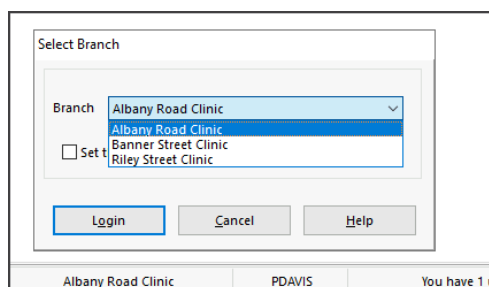 Select Branch
Branch Albany Road Clinic
Albany Road Clinic
Banner Street Clinic
Set t
Riley Street Clinic
Login Cancel Help
Albany Road Clinic PDAVIS You have 1